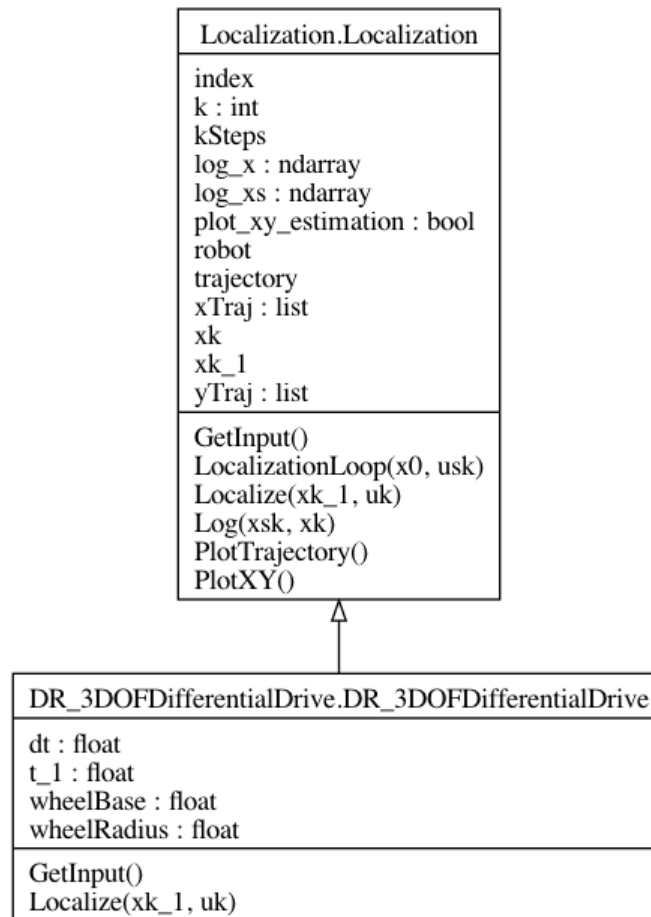 Localization.Localization
index
k : int
kSteps
log_x : ndarray
log_xs : ndarray
plot_xy_estimation : bool
robot
trajectory
xTraj : list
xk
xk_1
yTraj : list
GetInput()
LocalizationLoop(x0, usk)
Localize(xk_1, uk)
Log(xsk, xk)
PlotTrajectory()
PlotXY()
DR_3DOFDifferentialDrive.DR_3DOFDifferentialDrive
dt : float
t_1 : float
wheelBase : float
wheelRadius : float
GetInput()
Localize(xk_1, uk)